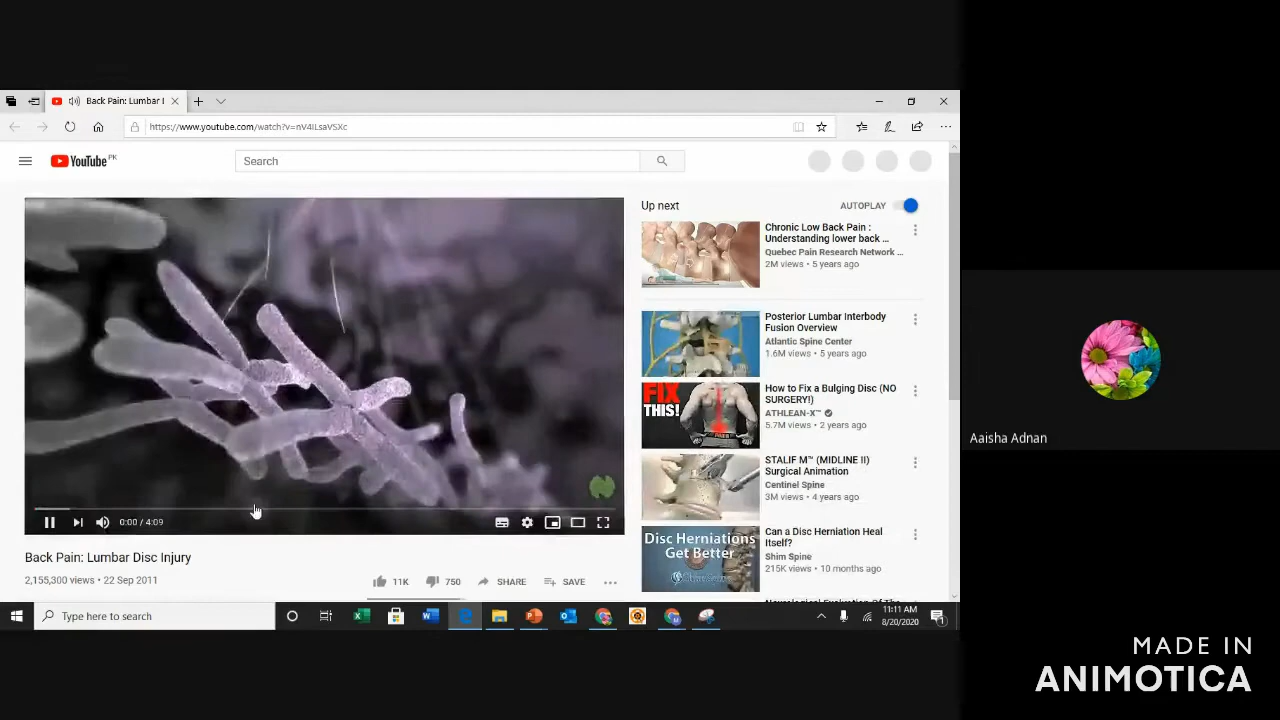 Back Pain: Lumbar I
https://www.youtube.com/watch?v=nV4ILsaVSXc
YouTube PK
Search
Up next
AUTOPLAY
Chronic Low Back Pain :
Understanding lower back ...
Quebec Pain Research Network ...
2M views • 5 years ago
Posterior Lumbar Interbody
Fusion Overview
Atlantic Spine Center
1.6M views • 5 years ago
FIX
THIS!
How to Fix a Bulging Disc (NO
SURGERY!)
ATHLEAN-X™
5.7M views • 2 years ago
STALIF M™ (MIDLINE II)
Surgical Animation
Centinel Spine
3M views • 4 years ago
Disc Herniations
Get Better
Can a Disc Herniation Heal
Itself?
Shim Spine
215K views • 10 months ago
0:00 / 4:09
Back Pain: Lumbar Disc Injury
2,155,300 views • 22 Sep 2011
11K
750
SHARE
SAVE
Type here to search
11:11 AM
8/20/2020
Aaisha Adnan
MADE IN
ANIMOTICA